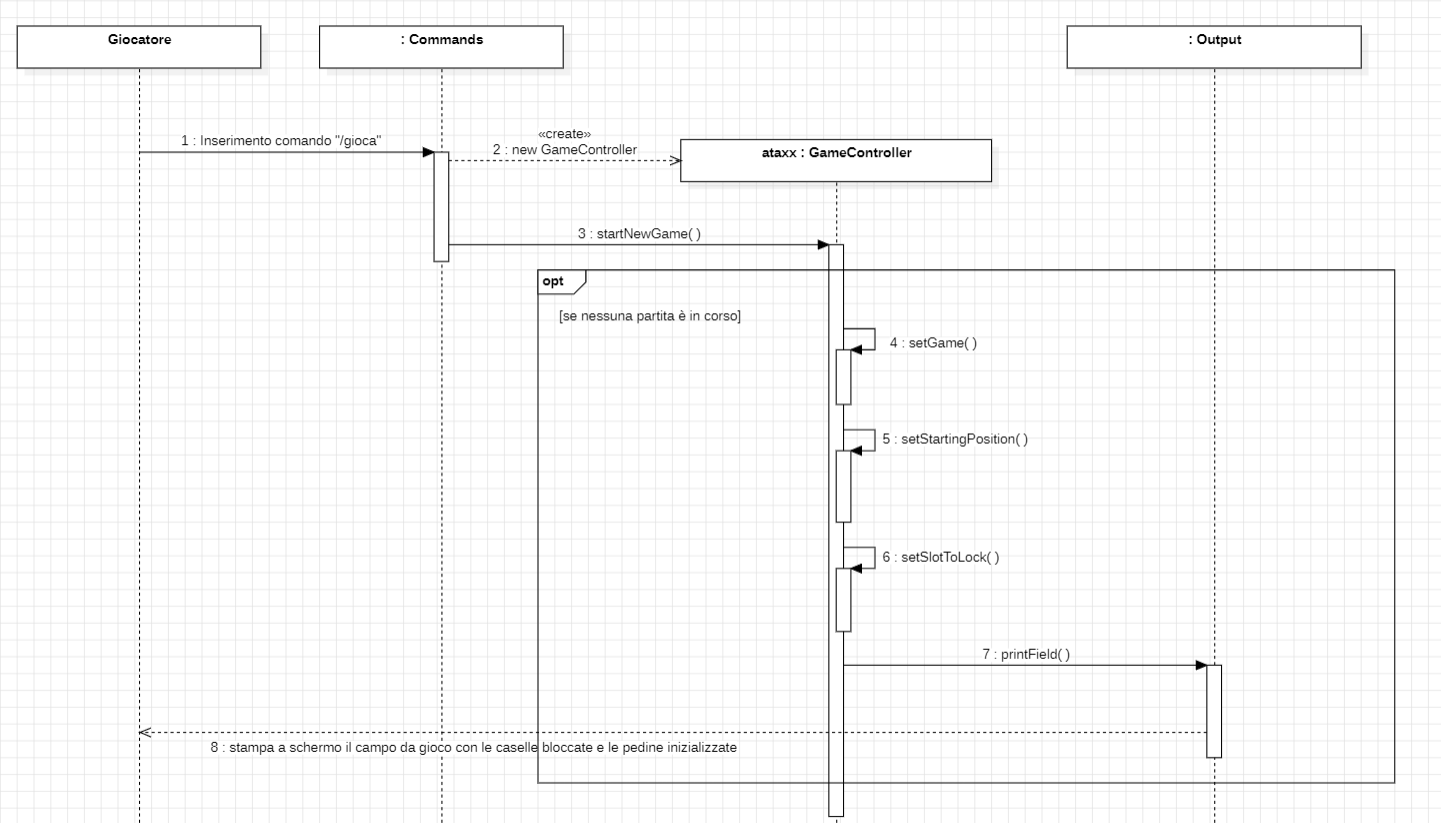 Giocatore
: Commands
: Output
1 : Inserimento comando "/gioca"
«create»
2 : new GameController
ataxx : GameController
3 : startNewGame( )
opt
[se nessuna partita è in corso]
4 : setGame( )
5 : setStartingPosition( )
6 : setSlotToLock( )
7 : printField( )
8 : stampa a schermo il campo da gioco con le caselle bloccate e le pedine inizializzate